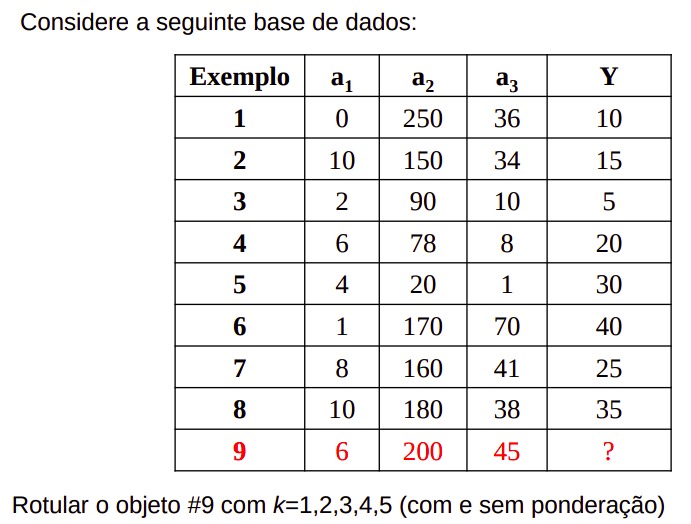 Considere a seguinte base de dados:
Exemplo a1 a2 a3 Y
1 0 250 36 10
2 10 150 34 15
3 2 90 10 5
4 6 78 8 20
5 4 20 1 30
6 1 170 70 40
7 8 160 41 25
8 10 180 38 35
9 6 200 45 ?
Rotular o objeto #9 com k=1,2,3,4,5 (com e sem ponderação)